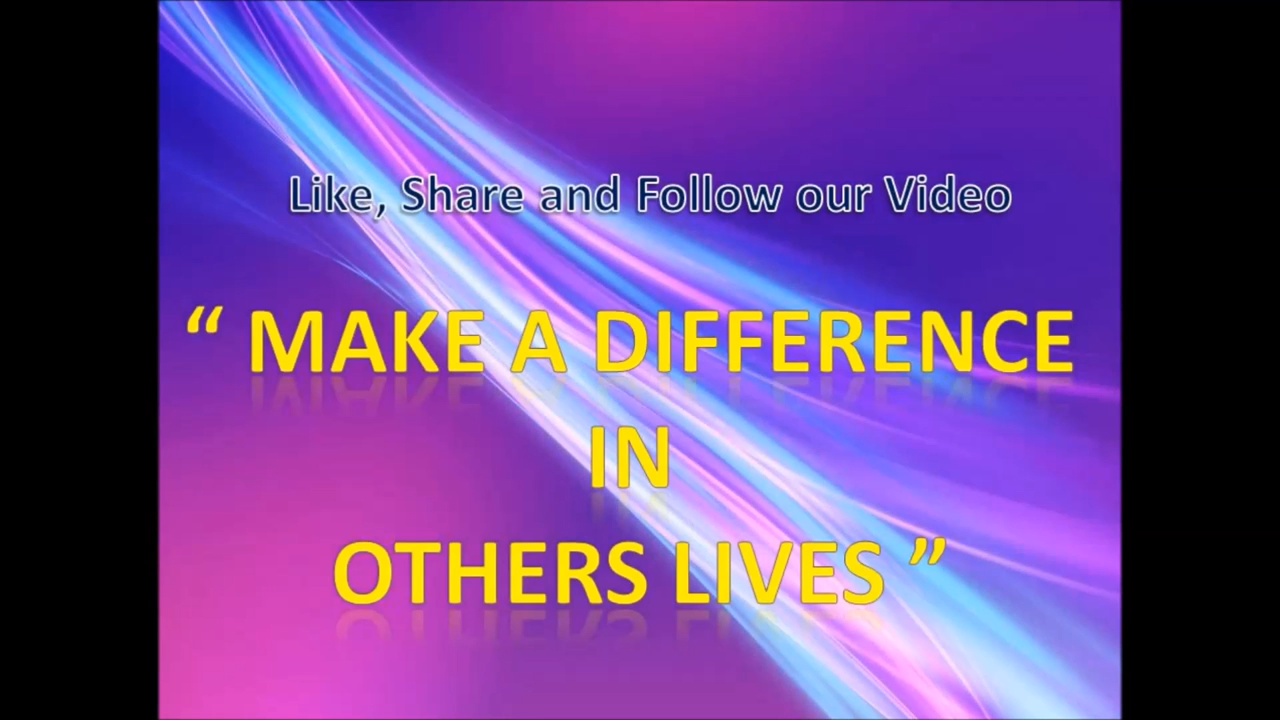 Like, Share and Follow our Video
“ MAKE A DIFFERENCE
IN
OTHERS LIVES ”